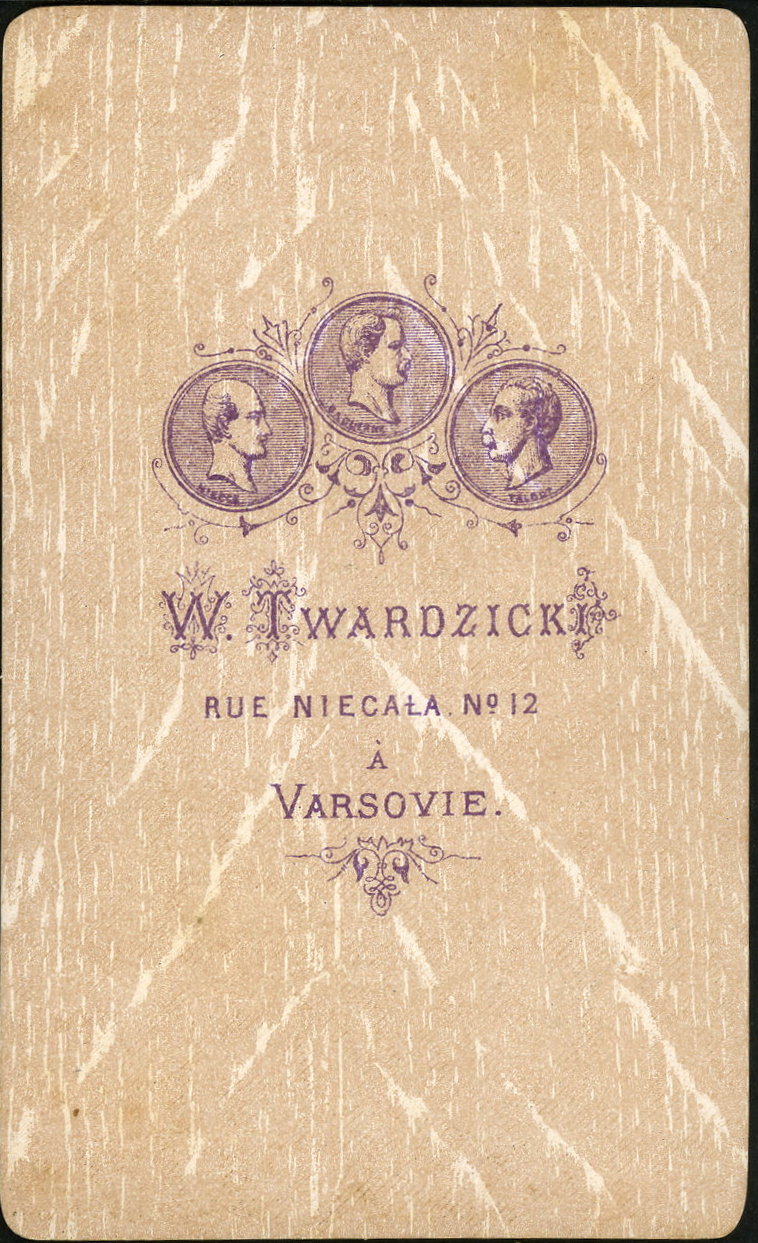 W. TWARDZICKI
RUE NIECAŁA. Nº 12
À
VARSOVIE.